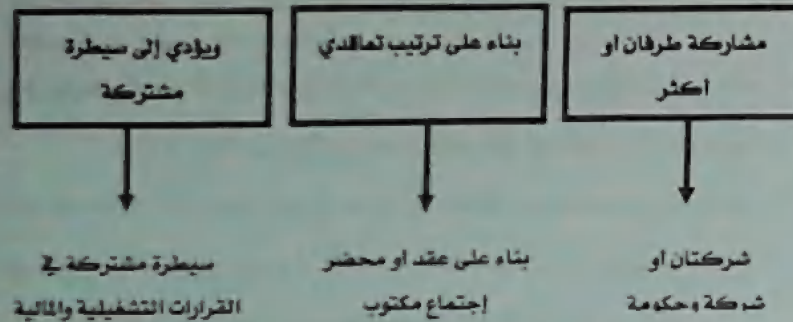 مشاركة طرفان او
أكثر
بناء على ترتيب تعاقدي
ويؤدي إلى سيطرة
مشتركة
شركتان او
شركة وحكومة
بناء على عقد او محضر
إجتماع مكتوب
سيطرة مشتركة في
القرارات التشغيلية والمالية